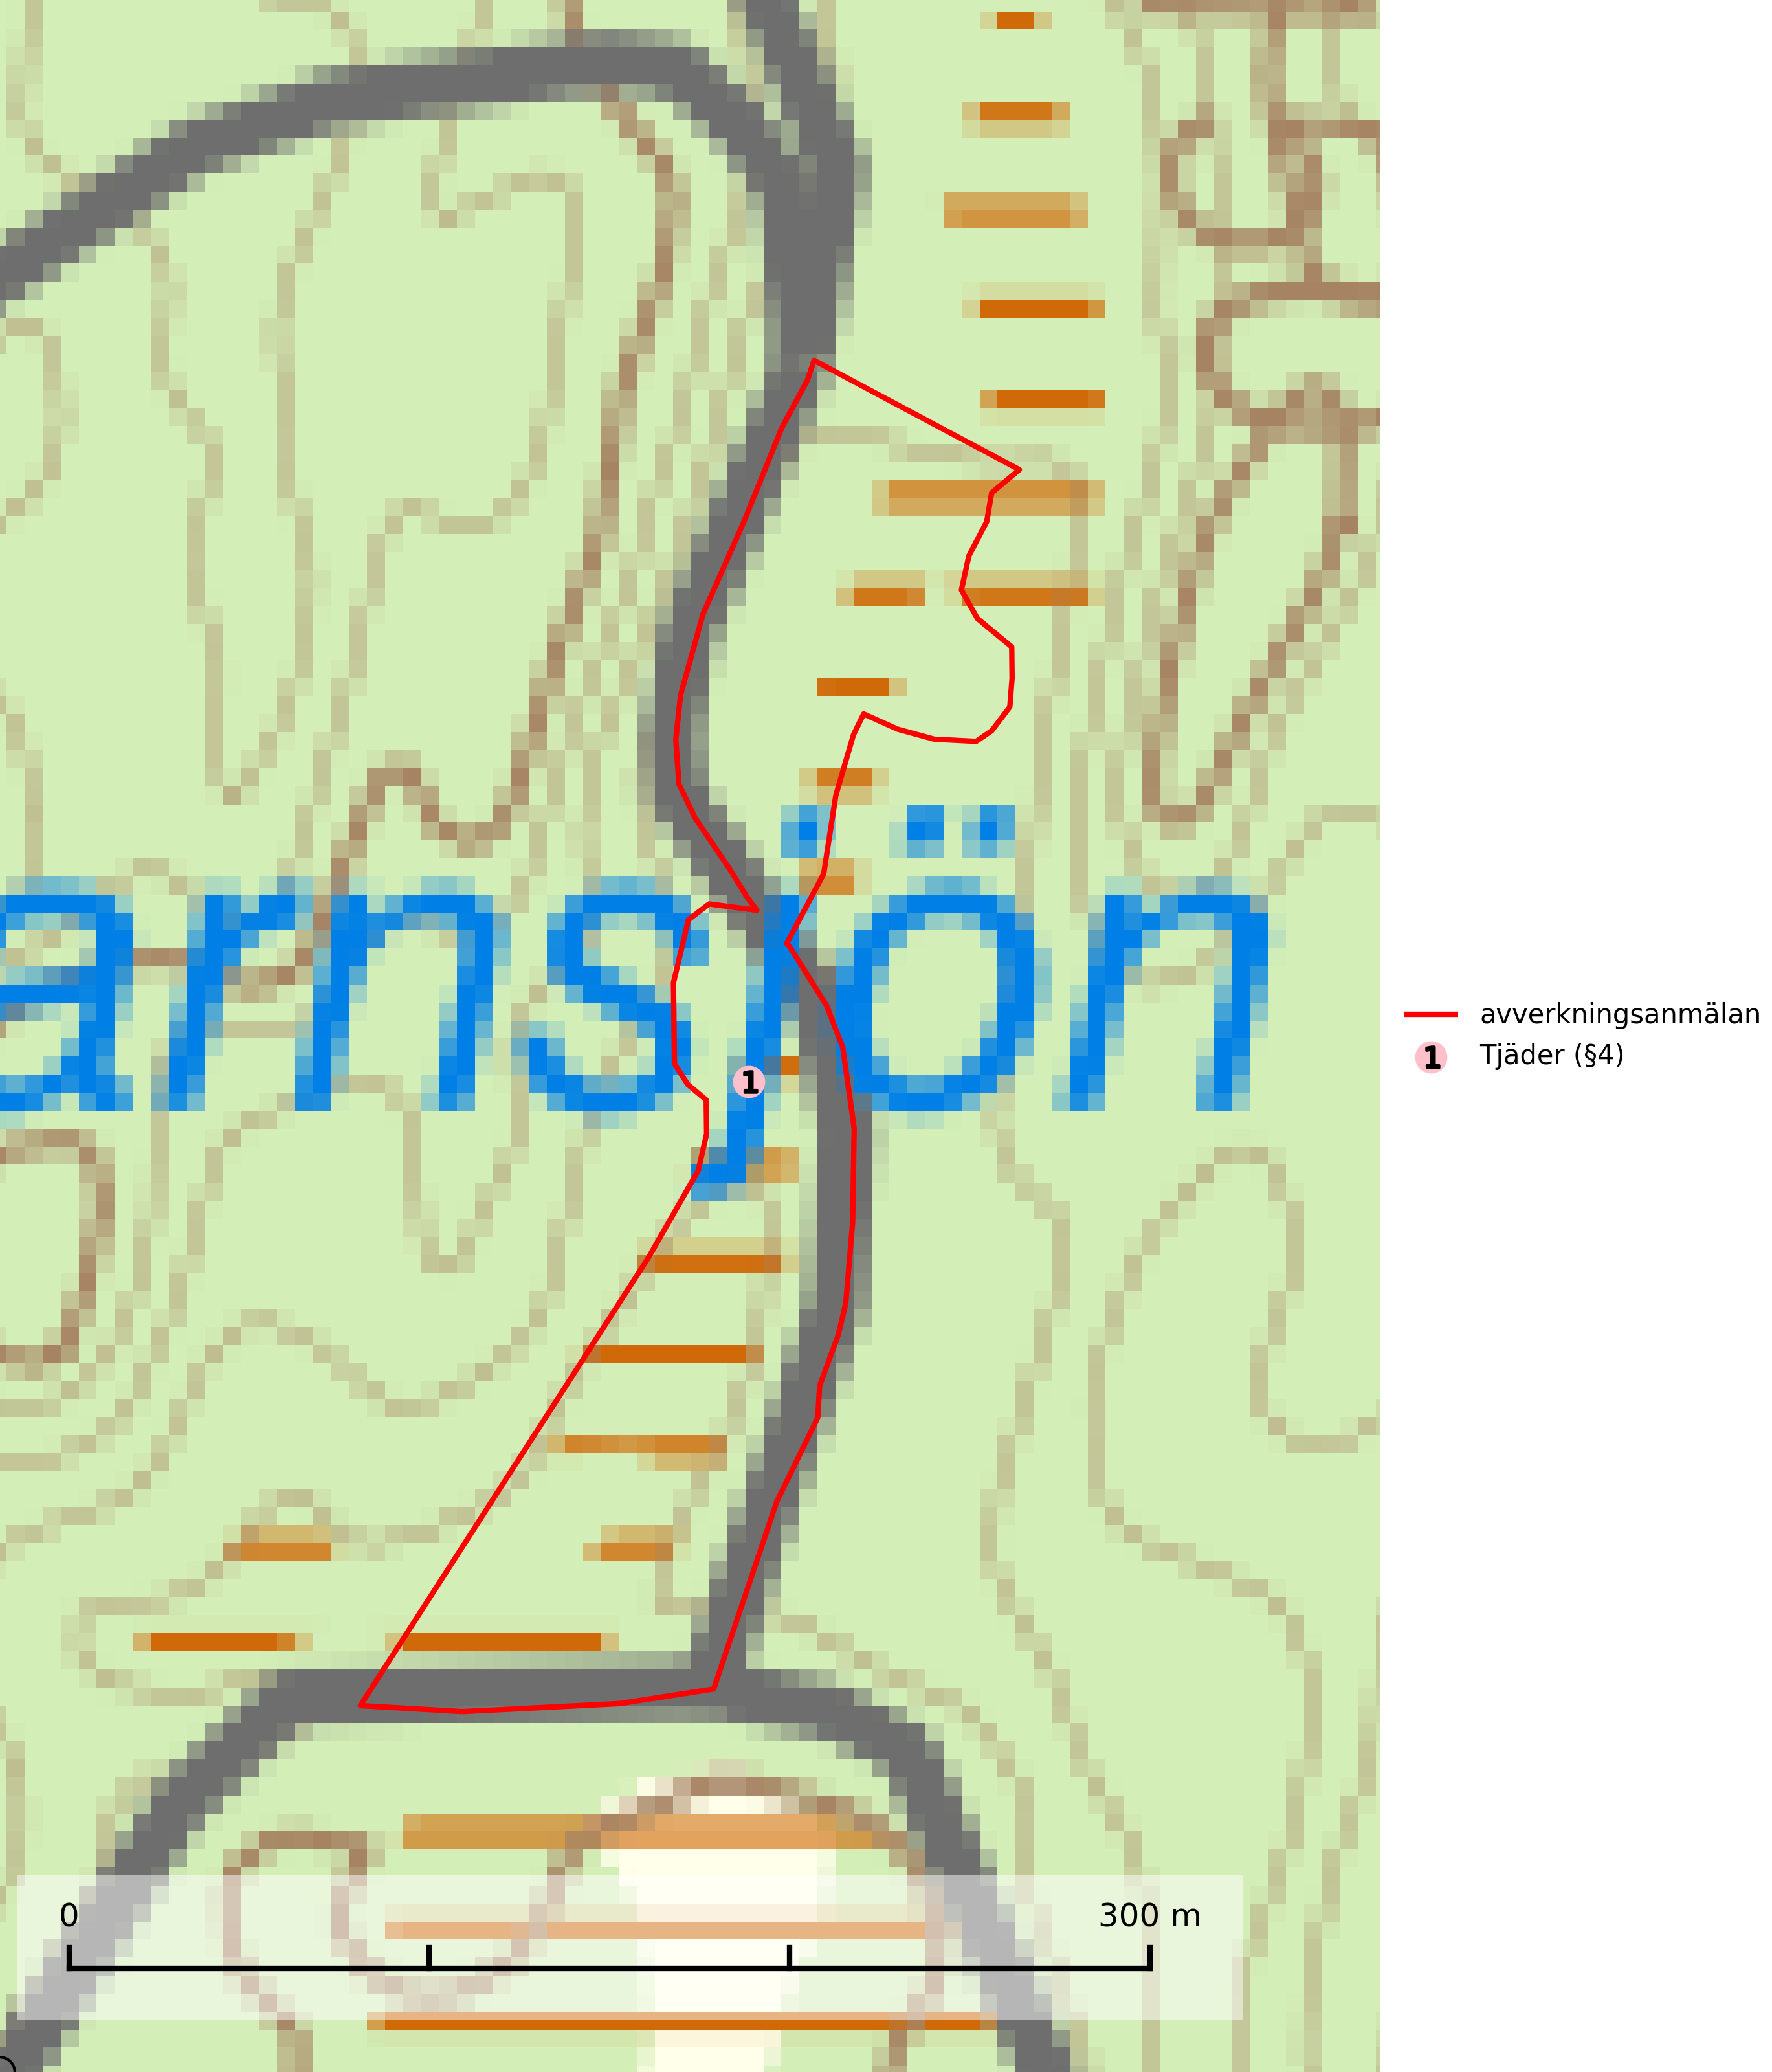 arnsjön
1
avverkningsanmälan
1 Tjäder (§4)
0 300 m